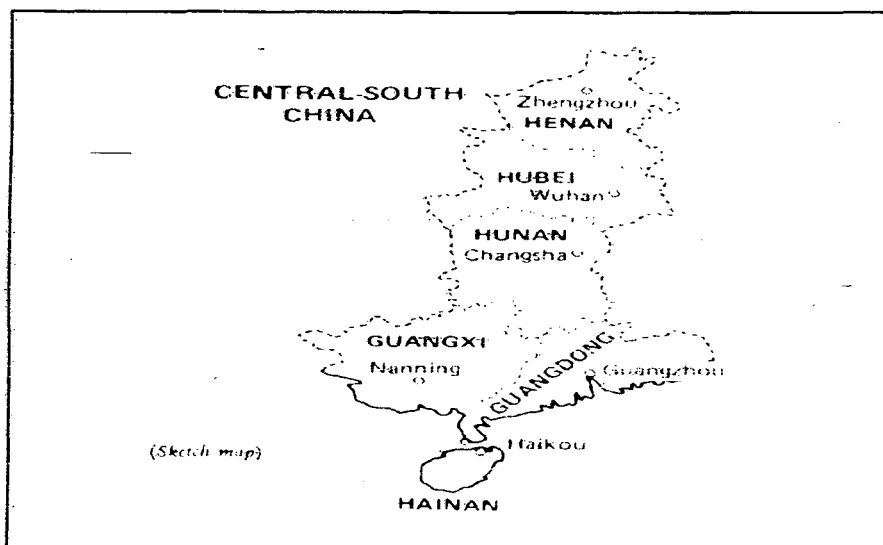 CENTRAL-SOUTH
CHINA
Zhengzhou
HENAN
HUBEI
Wuhan
HUNAN
Changsha
GUANGXI
Nanning
GUANGDONG
Guangzhou
(Sketch map)
Haikou
HAINAN